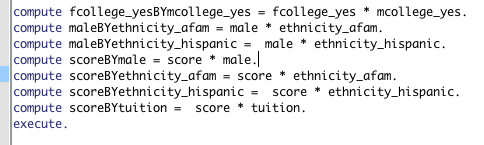 compute fcollege_yesBYmcollege_yes = fcollege_yes * mcollege_yes.
compute maleBYethnicity_afam = male * ethnicity_afam.
compute maleBYethnicity_hispanic =  male * ethnicity_hispanic.
compute scoreBYmale = score * male.
compute scoreBYethnicity_afam = score * ethnicity_afam.
compute scoreBYethnicity_hispanic =  score * ethnicity_hispanic.
compute scoreBYtuition =  score * tuition.
execute.